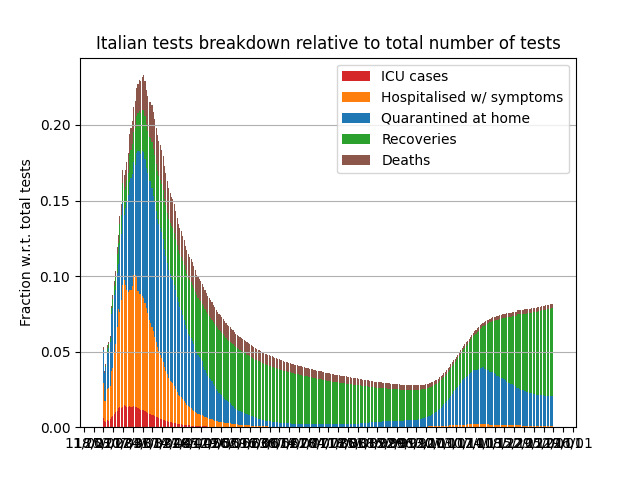 Italian tests breakdown relative to total number of tests
ICU cases
Hospitalised w/ symptoms
Quarantined at home
Recoveries
Deaths
0.20
0.15
0.10
0.05
0.00
Fraction w.r.t. total tests